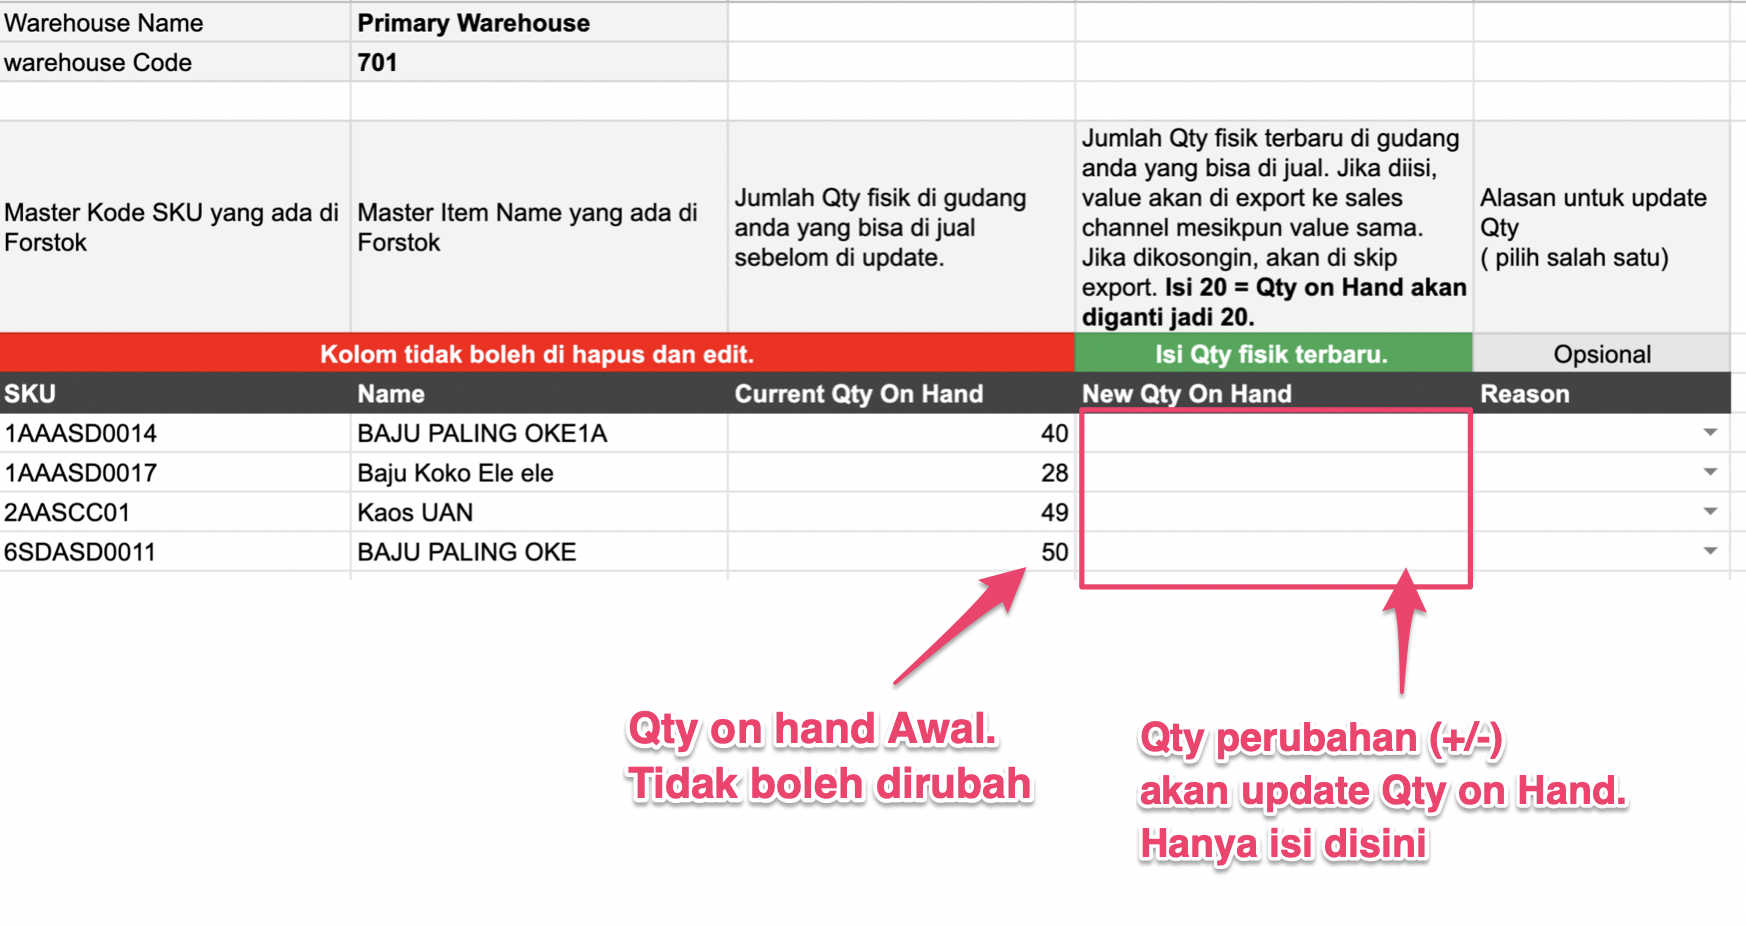 Warehouse Name Primary Warehouse
warehouse Code 701
Master Kode SKU yang ada di
Forstok
Master Item Name yang ada di
Forstok
Jumlah Qty fisik di gudang
anda yang bisa di jual
sebelom di update.
Jumlah Qty fisik terbaru di gudang
anda yang bisa di jual. Jika diisi,
value akan di export ke sales
channel mesikpun value sama.
Jika dikosongin, akan di skip
export. Isi 20 = Qty on Hand akan
diganti jadi 20.
Alasan untuk update
Qty
( pilih salah satu)
Kolom tidak boleh di hapus dan edit. Isi Qty fisik terbaru. Opsional
SKU Name Current Qty On Hand New Qty On Hand Reason
1AAASD0014 BAJU PALING OKE1A 40
1AAASD0017 Baju Koko Ele ele 28
2AASCC01 Kaos UAN 49
6SDASD0011 BAJU PALING OKE 50
Qty on hand Awal.
Tidak boleh dirubah
Qty perubahan (+/-)
akan update Qty on Hand.
Hanya isi disini